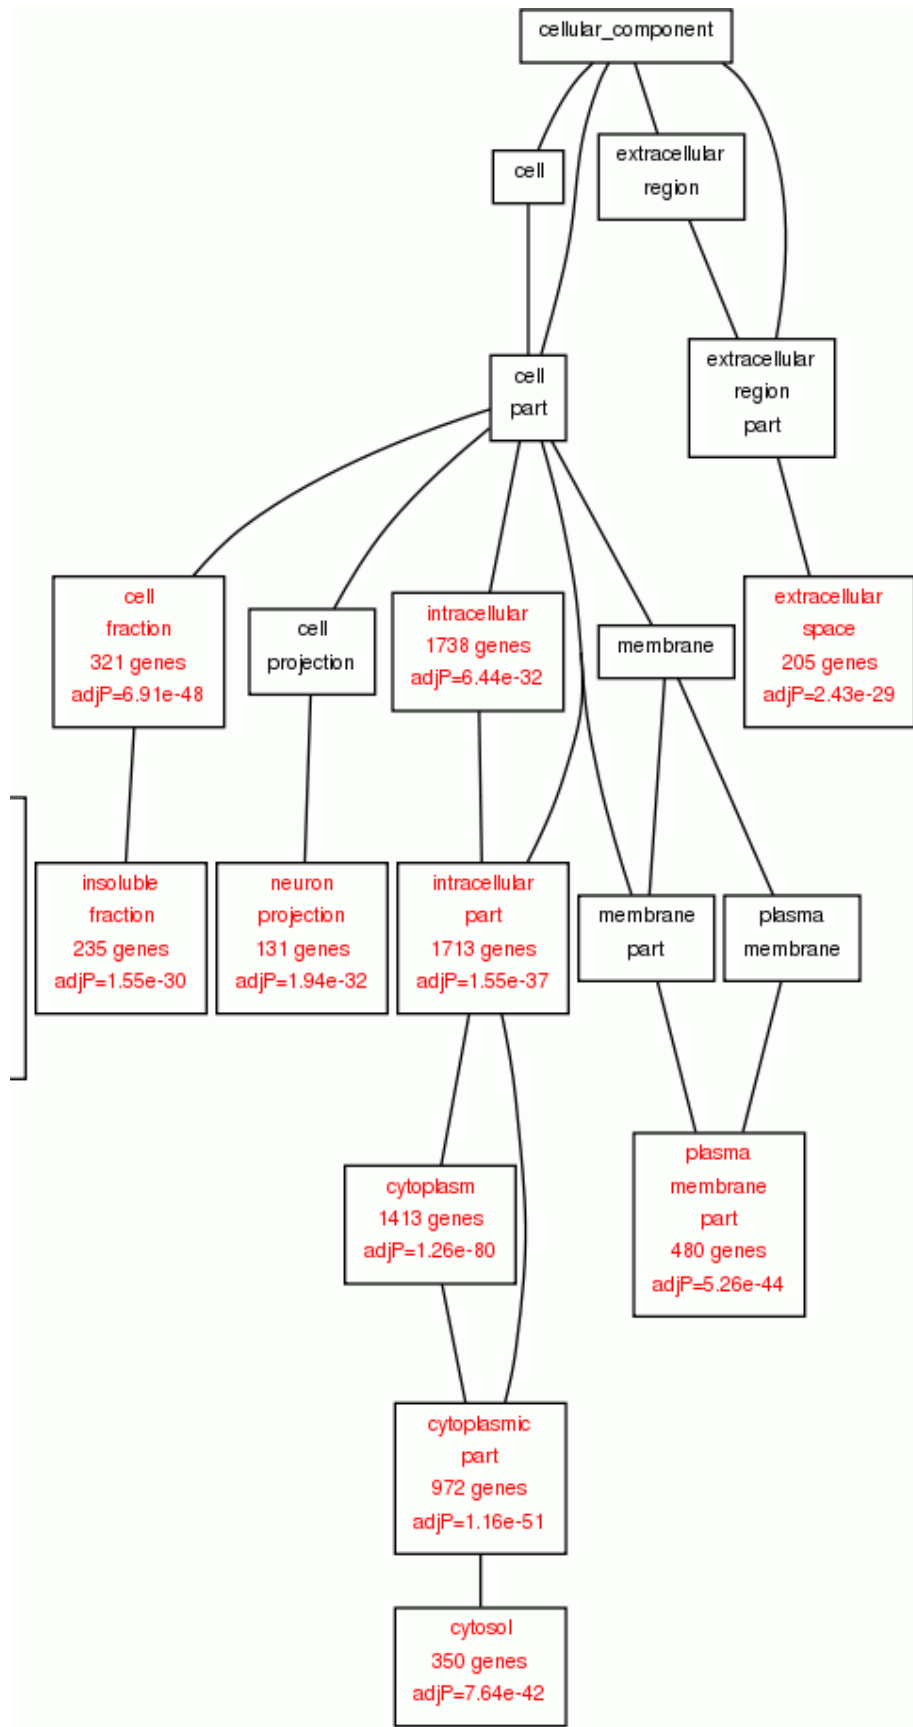 cellular_component
cell
extracellular
region
cell
part
extracellular
region
part
cell
fraction
321 genes
adjP=6.91e-48
cell
projection
intracellular
1738 genes
adjP=6.44e-32
membrane
extracellular
space
205 genes
adjP=2.43e-29
insoluble
fraction
235 genes
adjP=1.55e-30
neuron
projection
131 genes
adjP=1.94e-32
intracellular
part
1713 genes
adjP=1.55e-37
membrane
part
plasma
membrane
cytoplasm
1413 genes
adjP=1.26e-80
plasma
membrane
part
480 genes
adjP=5.26e-44
cytoplasmic
part
972 genes
adjP=1.16e-51
cytosol
350 genes
adjP=7.64e-42